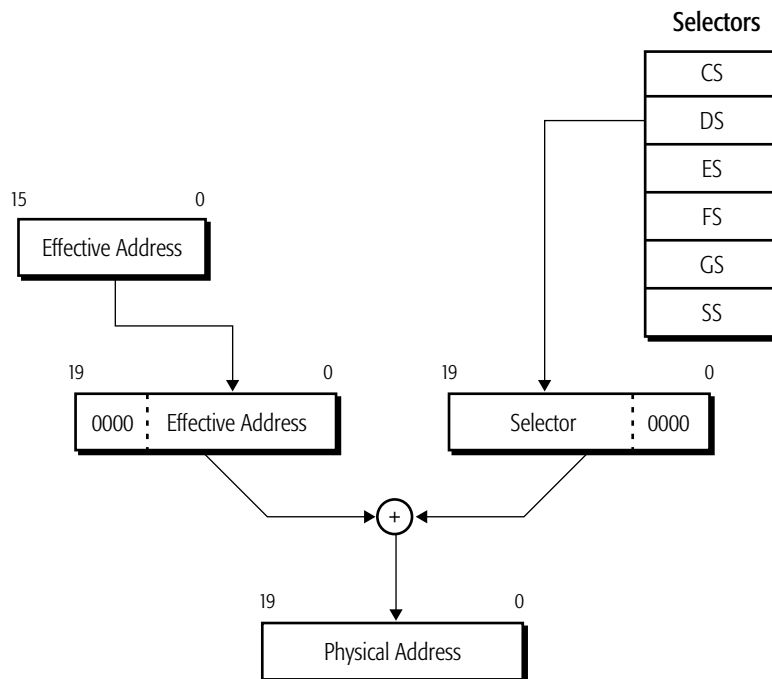 Selectors
CS
DS
ES
FS
GS
SS
15 0
Effective Address
19 0
0000 Effective Address
19 0
Selector 0000
+
19 0
Physical Address